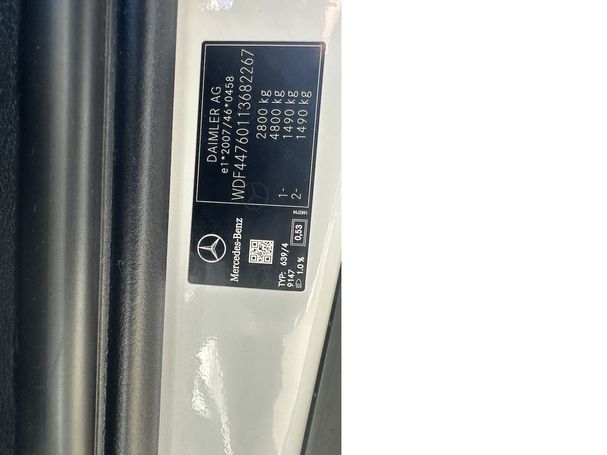 DAIMLER AG
e1*2007/46*0458
WDF44760113682267
2800 kg
4800 kg
1- 1490 kg
2- 1490 kg
Mercedes-Benz
TYP: 639/4
9147
1.0 %
0,53